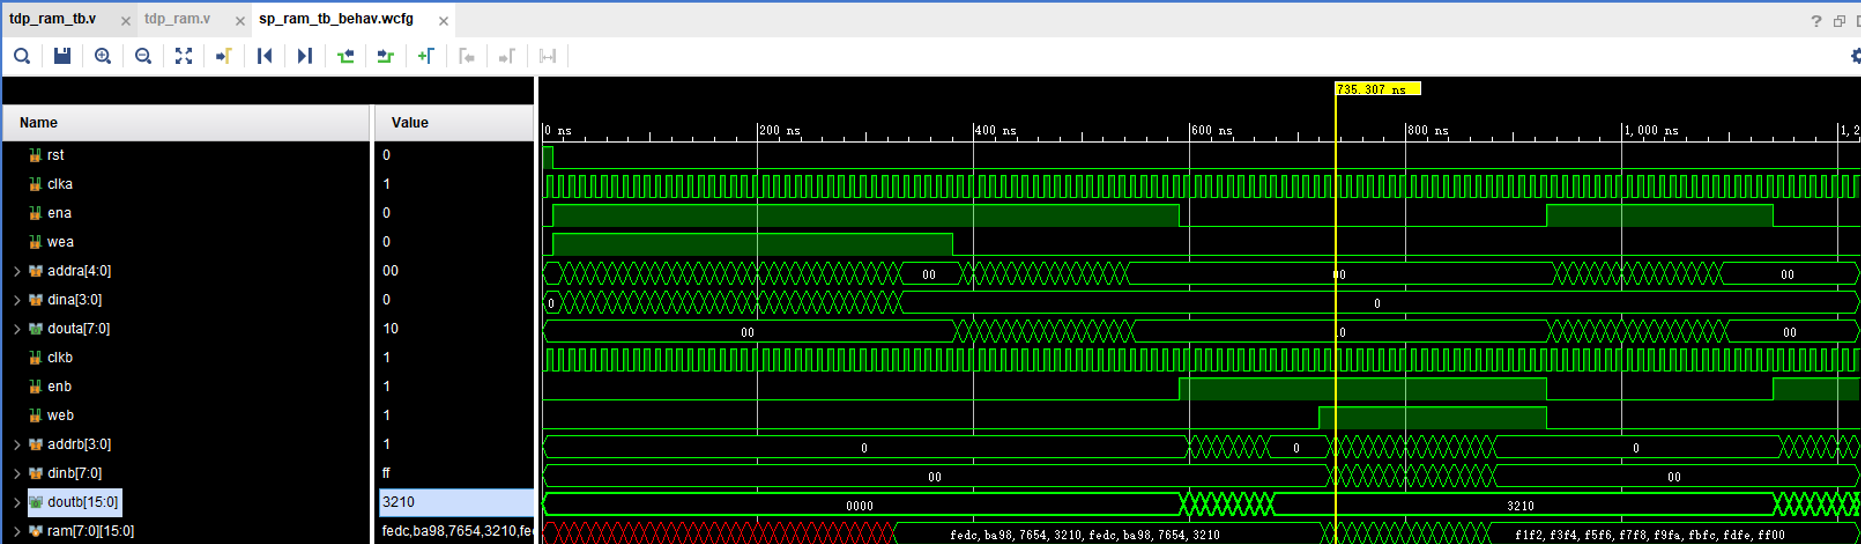 tdp_ram_tb.v × tdp_ram.v × sp_ram_tb_behav.wcfg × ?
735.307 ns
Name Value 0 ns 200 ns 400 ns 600 ns 800 ns 1,000 ns 1,2
rst 0
clka 1
ena 0
wea 0
addra[4:0] 00 00 00 00
dina[3:0] 0 0 0
douta[7:0] 10 00 0 00
clkb 1
enb 1
web 1
addrb[3:0] 1 0 0 0
dinb[7:0] ff 00 00
doutb[15:0] 3210 0000 3210
ram[7:0][15:0] fedc,ba98,7654,3210,fe fedc, ba98, 7654, 3210, fedc, ba98, 7654, 3210 f1f2, f3f4, f5f6, f7f8, f9fa, fbfc, fdfe, ff00